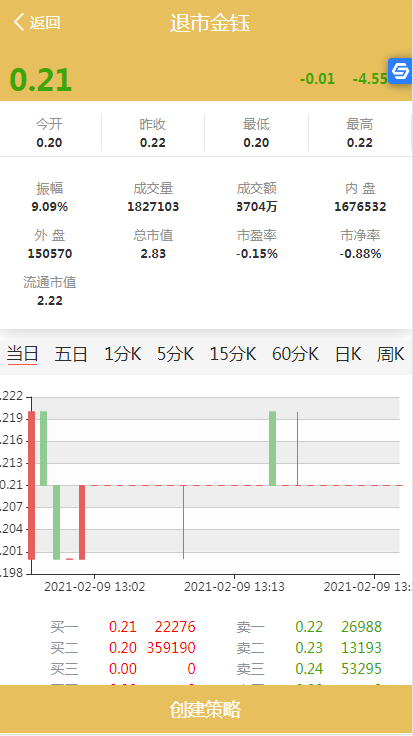 返回
退市金钰
0.21
-0.01 -4.55
今开 昨收 最低 最高
0.20 0.22 0.20 0.22
振幅 成交量 成交额 内 盘
9.09% 1827103 3704万 1676532
外 盘 总市值 市盈率 市净率
150570 2.83 -0.15% -0.88%
流通市值
2.22
当日 五日 1分K 5分K 15分K 60分K 日K 周K
.222
.219
.216
.213
0.21
.207
.204
.201
.198
2021-02-09 13:02 2021-02-09 13:13 2021-02-09 13:
买一 0.21 22276 卖一 0.22 26988
买二 0.20 359190 卖二 0.23 13193
买三 0.00 0 卖三 0.24 53295
创建策略